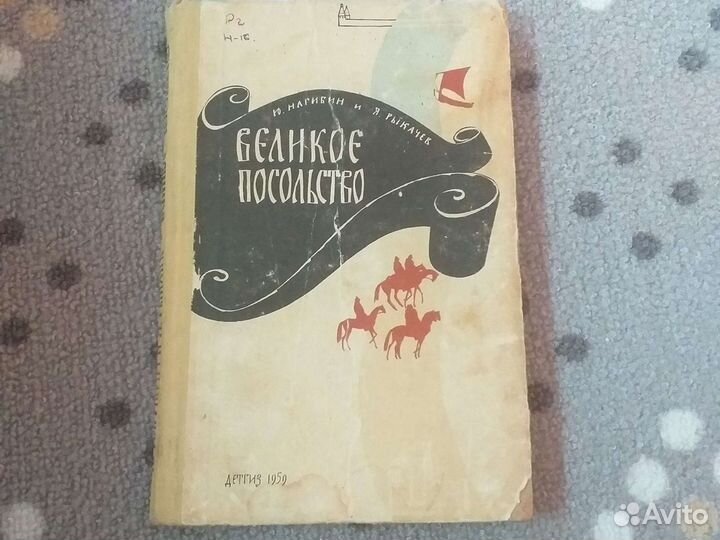 Р2
Н-16.
Ю. НАГИБИН И Я. РЫКАЧЕВ
ВЕЛИКОЕ
ПОСОЛЬСТВО
ДЕТГИЗ 1959
Avito